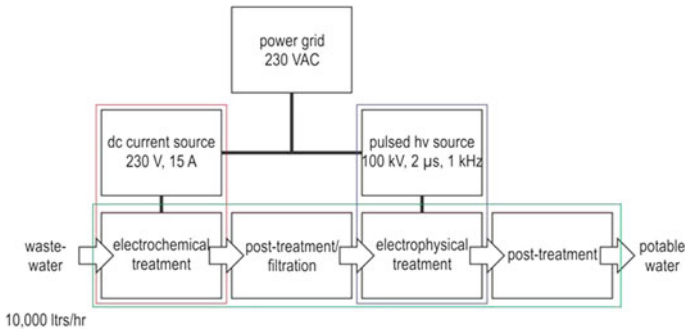 power grid
230 VAC
dc current source
230 V, 15 A
pulsed hv source
100 kV, 2 µs, 1 kHz
waste-
water
electrochemical
treatment
post-treatment/
filtration
electrophysical
treatment
post-treatment
potable
water
10,000 ltrs/hr